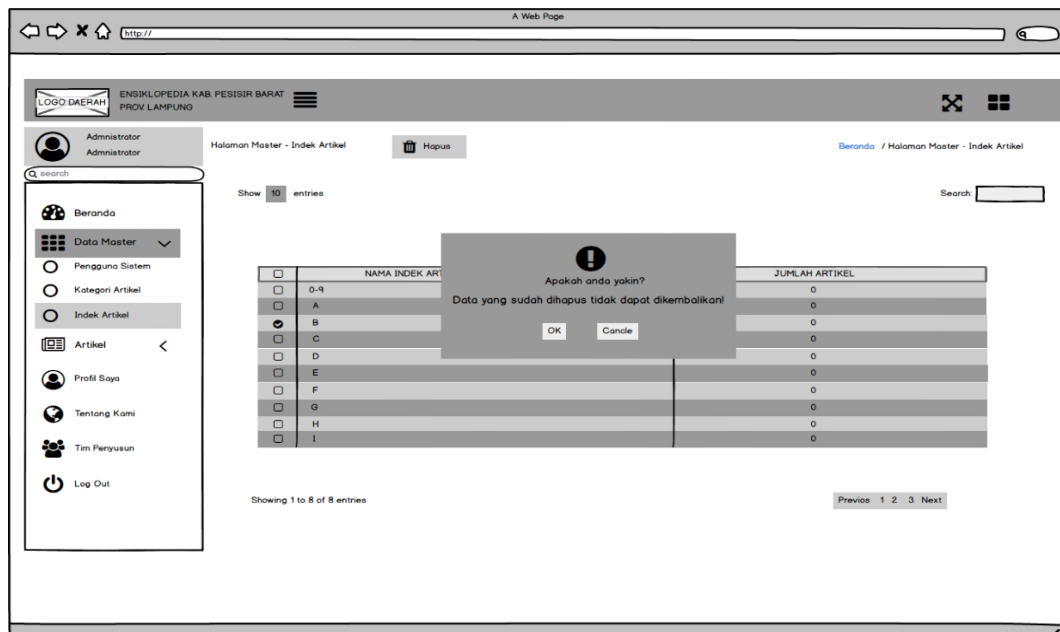 A Web Page
http://
LOGO DAERAH
ENSIKLOPEDIA KAB. PESISIR BARAT
PROV. LAMPUNG
Admnistrator
Admnistrator
search
Beranda
Data Master
Pengguna Sistem
Kategori Artikel
Indek Artikel
Artikel
Profil Saya
Tentang Kami
Tim Penyusun
Log Out
Halaman Master - Indek Artikel
Hapus
Beranda / Halaman Master - Indek Artikel
Show 10 entries
Search:
NAMA INDEK ART
JUMLAH ARTIKEL
0-9 0
A 0
B 0
C 0
D 0
E 0
F 0
G 0
H 0
I 0
Apakah anda yakin?
Data yang sudah dihapus tidak dapat dikembalikan!
OK Cancle
Showing 1 to 8 of 8 entries
Previos 1 2 3 Next